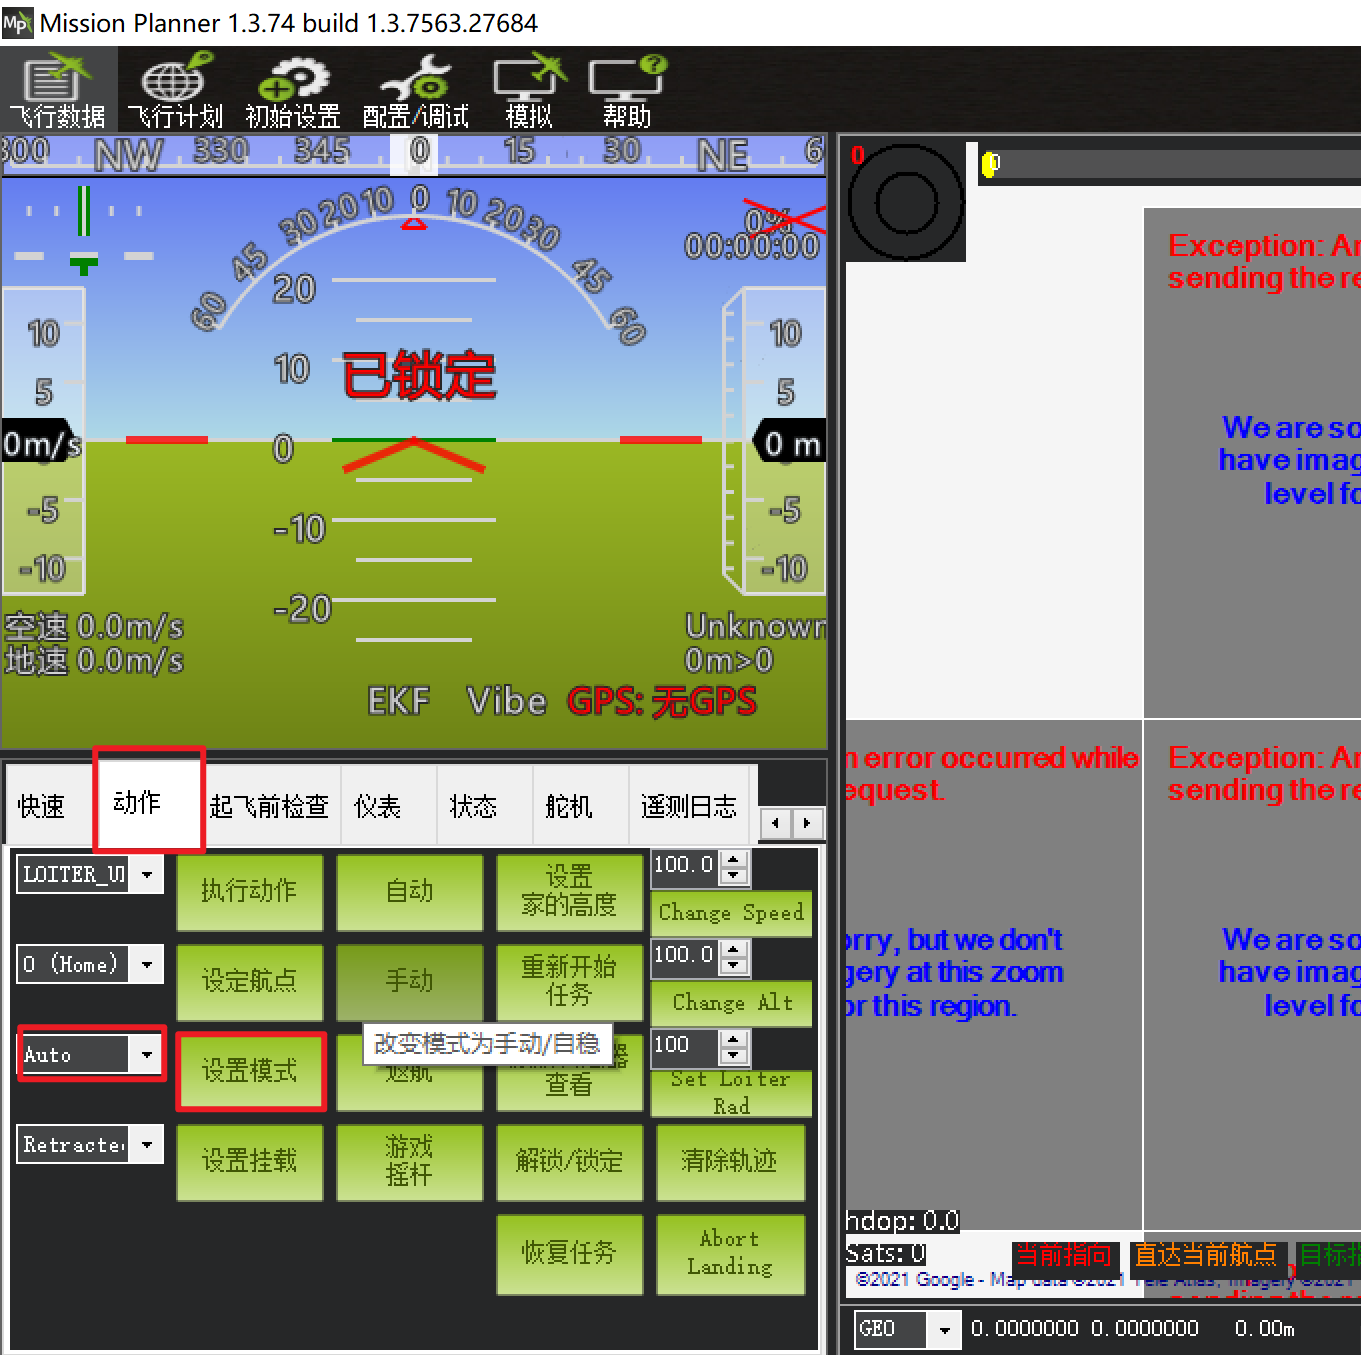 Mission Planner 1.3.74 build 1.3.7563.27684
飞行数据 飞行计划 初始设置 配置/调试 模拟 帮助
300 NW 330 345 0 15 30 NE 6
60 45 30 20 10 0 10 20 30 45 60
0%
00:00:00
20
10
已锁定
0
-10
-20
10
5
0m/s
-5
-10
10
5
0 m
-5
-10
空速 0.0m/s
地速 0.0m/s
Unknown
0m>0
EKF Vibe GPS: 无GPS
快速 动作 起飞前检查 仪表 状态 舵机 遥测日志
LOITER_U
执行动作
自动
设置
家的高度
100.0
Change Speed
0 (Home)
设定航点
手动
重新开始
任务
100.0
Change Alt
改变模式为手动/自稳
Auto
设置模式
返航
查看
100
Set Loiter
Rad
Retracte
设置挂载
游戏
摇杆
解锁/锁定
清除轨迹
恢复任务
Abort
Landing
0
0
Exception: Ar
sending the re
We are so
have imag
level fo
n error occurred while
equest.
Exception: Ar
sending the re
orry, but we don't
gery at this zoom
or this region.
We are so
have imag
level fo
hdop: 0.0
Sats: 0
当前指向 直达当前航点 目标指
©2021 Google - Map data ©2021 Tele Atlas, Imagery ©2021
GEO 0.0000000 0.0000000 0.00m